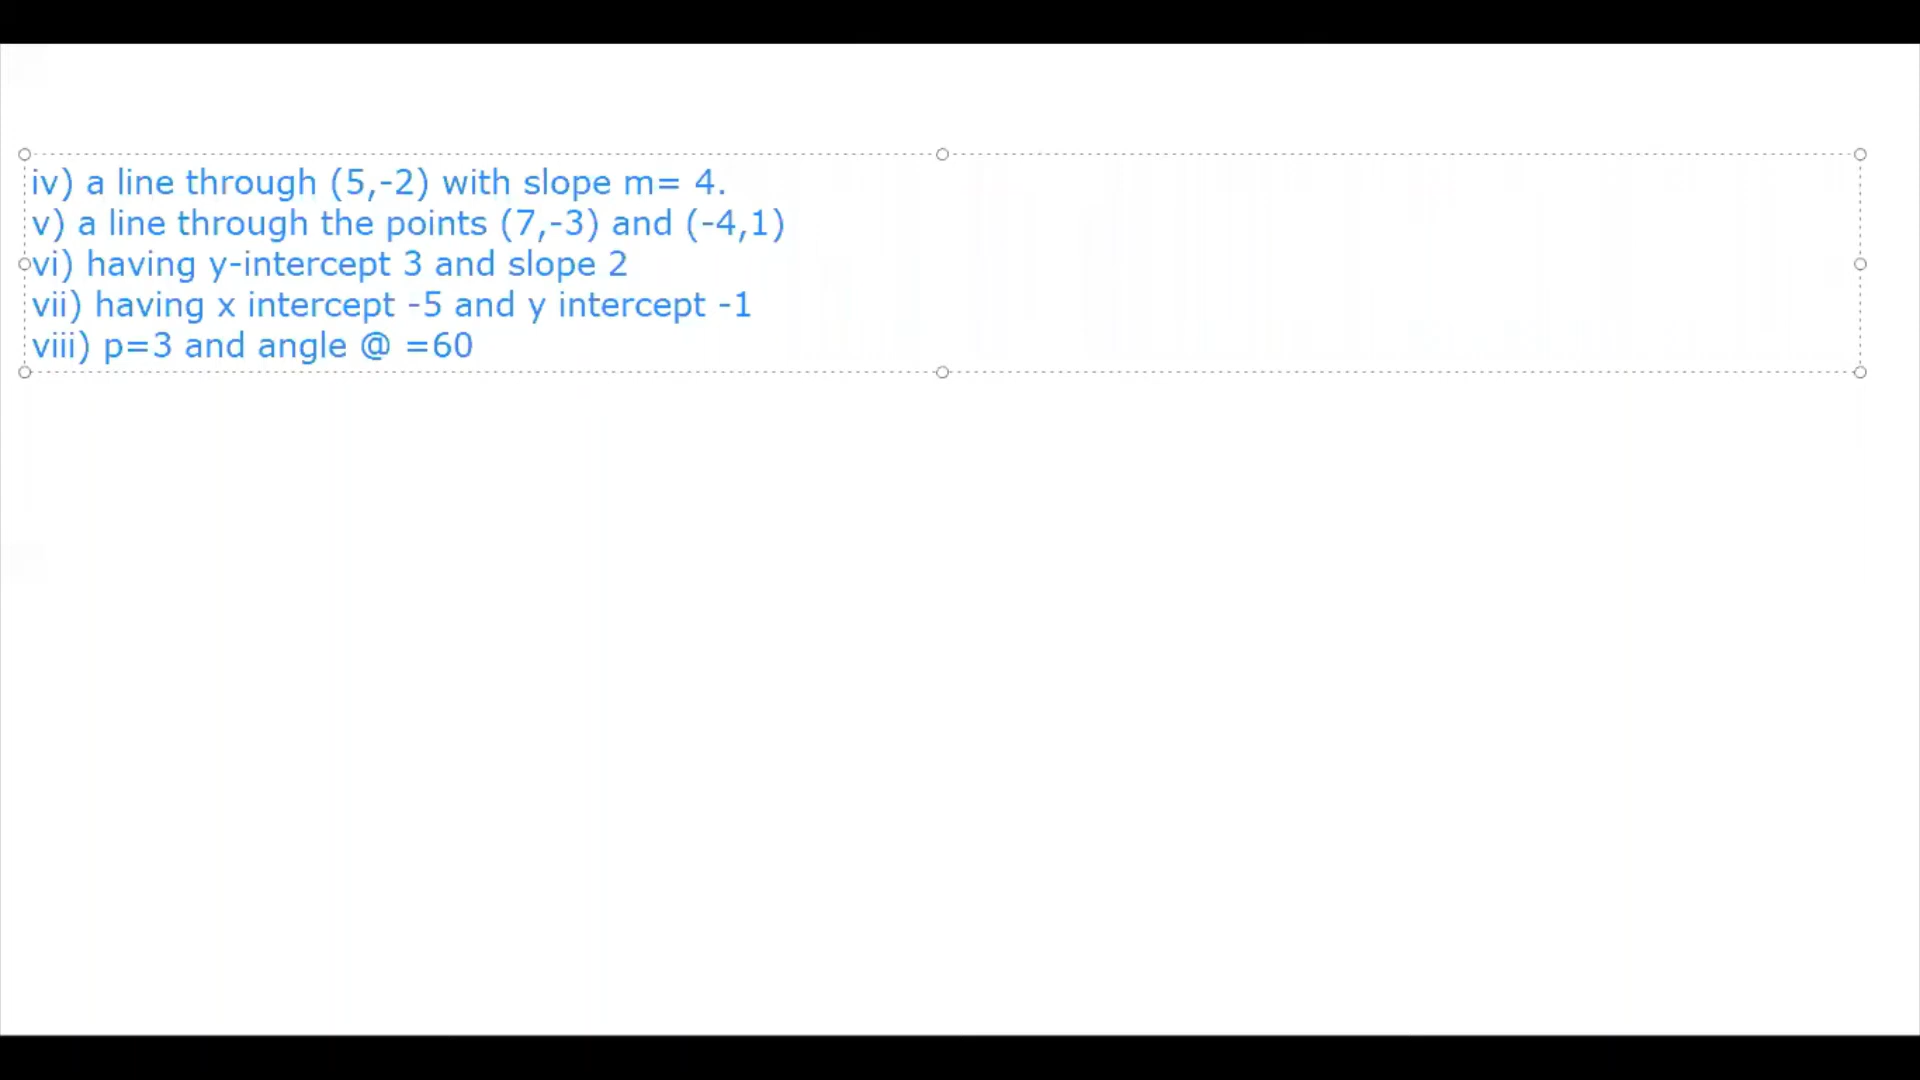 iv) a line through (5,-2) with slope m= 4.
v) a line through the points (7,-3) and (-4,1)
vi) having y-intercept 3 and slope 2
vii) having x intercept -5 and y intercept -1
viii) p=3 and angle @ =60